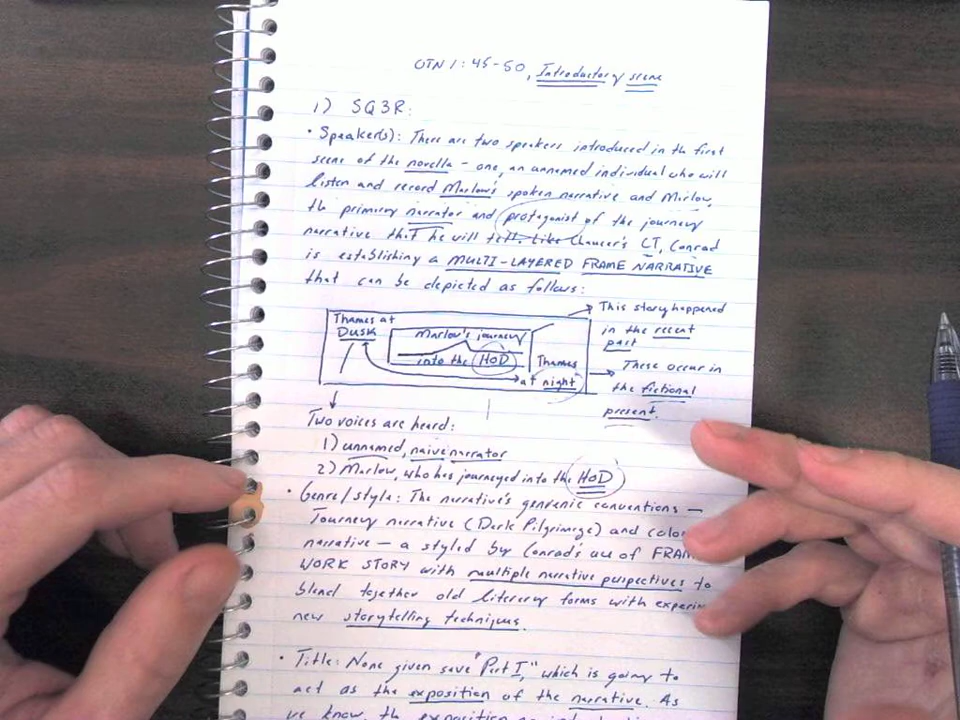 OTN 1: 45-50, Introductory scene
1) SQ3R:
• Speaker(s): There are two speakers introduced in th first
scene of the novella - one, an unnamed individual who will
listen and record Marlow's spoken narrative and Marlow,
th primary narrator and protagonist of the journey
narrative that he will tell. Like Chaucer's CT, Conrad
is establishing a MULTI-LAYERED FRAME NARRATIVE
that can be depicted as follows:
Thames at
Dusk
Marlow's journey
into the HoD
Thames
at night
This story happened
in the recent
past
These occur in
the fictional
present.
Two voices are heard:
1) unnamed, naive narrator
2) Marlow, who has journeyed into the HoD
• Genre/style: The narrative's generic conventions —
Journey narrative (Dark Pilgrimage) and
narrative - a styled by Conrad's use of
WORK STORY with multiple narrative perspectives to
blend together old literary forms with
new storytelling techniques.
• Title: None given save "Part I," which is going to
act as the exposition of the narrative. As
we know, th exposition